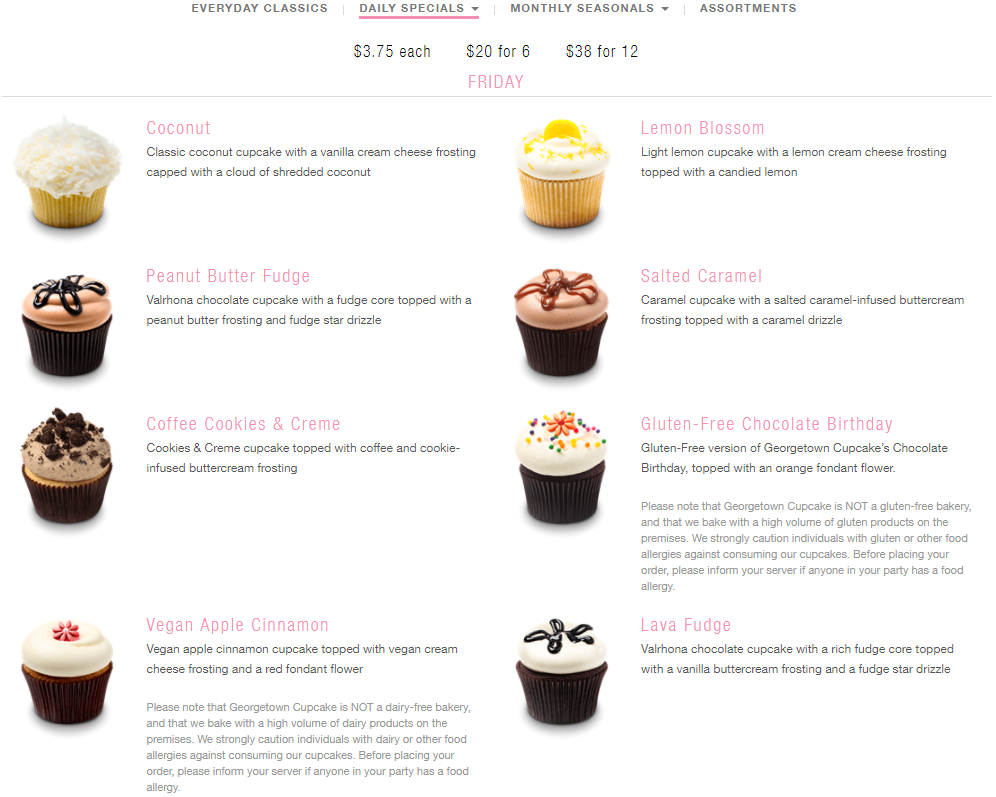 EVERYDAY CLASSICS | DAILY SPECIALS | MONTHLY SEASONALS | ASSORTMENTS
$3.75 each $20 for 6 $38 for 12
FRIDAY
Coconut
Classic coconut cupcake with a vanilla cream cheese frosting
capped with a cloud of shredded coconut
Lemon Blossom
Light lemon cupcake with a lemon cream cheese frosting
topped with a candied lemon
Peanut Butter Fudge
Valrhona chocolate cupcake with a fudge core topped with a
peanut butter frosting and fudge star drizzle
Salted Caramel
Caramel cupcake with a salted caramel-infused buttercream
frosting topped with a caramel drizzle
Coffee Cookies & Creme
Cookies & Creme cupcake topped with coffee and cookie-
infused buttercream frosting
Gluten-Free Chocolate Birthday
Gluten-Free version of Georgetown Cupcake’s Chocolate
Birthday, topped with an orange fondant flower.
Please note that Georgetown Cupcake is NOT a gluten-free bakery,
and that we bake with a high volume of gluten products on the
premises. We strongly caution individuals with gluten or other food
allergies against consuming our cupcakes. Before placing your
order, please inform your server if anyone in your party has a food
allergy.
Vegan Apple Cinnamon
Vegan apple cinnamon cupcake topped with vegan cream
cheese frosting and a red fondant flower
Please note that Georgetown Cupcake is NOT a dairy-free bakery,
and that we bake with a high volume of dairy products on the
premises. We strongly caution individuals with dairy or other food
allergies against consuming our cupcakes. Before placing your
order, please inform your server if anyone in your party has a food
allergy.
Lava Fudge
Valrhona chocolate cupcake with a rich fudge core topped
with a vanilla buttercream frosting and a fudge star drizzle